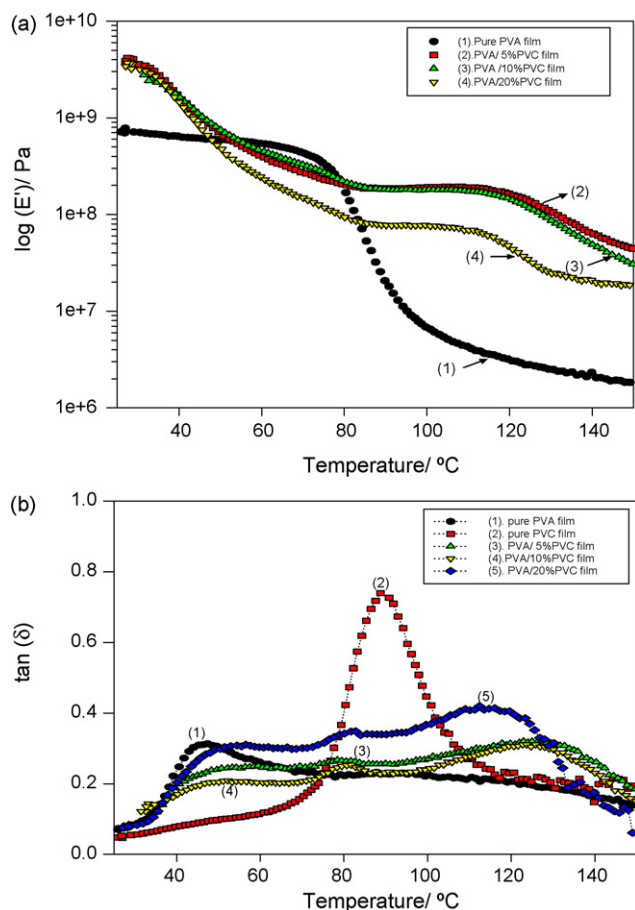 (a)
1e+10
1e+9
1e+8
1e+7
1e+6
log (E')/ Pa
(1).Pure PVA film
(2).PVA/ 5%PVC film
(3).PVA /10%PVC film
(4).PVA/20%PVC film
(2)
(3)
(4)
(1)
40 60 80 100 120 140
Temperature/ ºC
(b)
1.0
0.8
0.6
0.4
0.2
0.0
tan (δ)
(1). pure PVA film
(2). pure PVC film
(3). PVA/ 5%PVC film
(4).PVA/10%PVC film
(5). PVA/20%PVC film
(2)
(5)
(1)
(3)
(4)
40 60 80 100 120 140
Temperature/ ºC